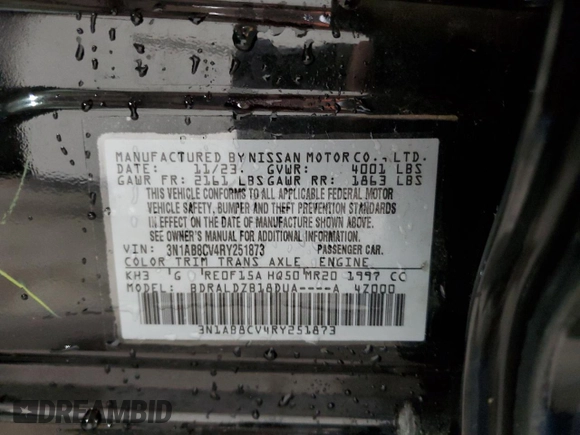 MANUFACTURED BY NISSAN MOTOR CO., LTD.
DATE: 11/23. GVWR: 4001 LBS
GAWR FR: 2161 LBS GAWR RR: 1863 LBS
THIS VEHICLE CONFORMS TO ALL APPLICABLE FEDERAL MOTOR
VEHICLE SAFETY, BUMPER AND THEFT PREVENTION STANDARDS
IN EFFECT ON THE DATE OF MANUFACTURE SHOWN ABOVE.
SEE OWNER'S MANUAL FOR ADDITIONAL INFORMATION.
VIN: 3N1AB8CV4RY251873 PASSENGER CAR.
COLOR TRIM TRANS AXLE ENGINE
KH3 G RE0F15A HQ50 MR20 1997 CC
MODEL: BDRALDZB18DUA----A 4Z000
3N1AB8CV4RY251873
DREAMBID